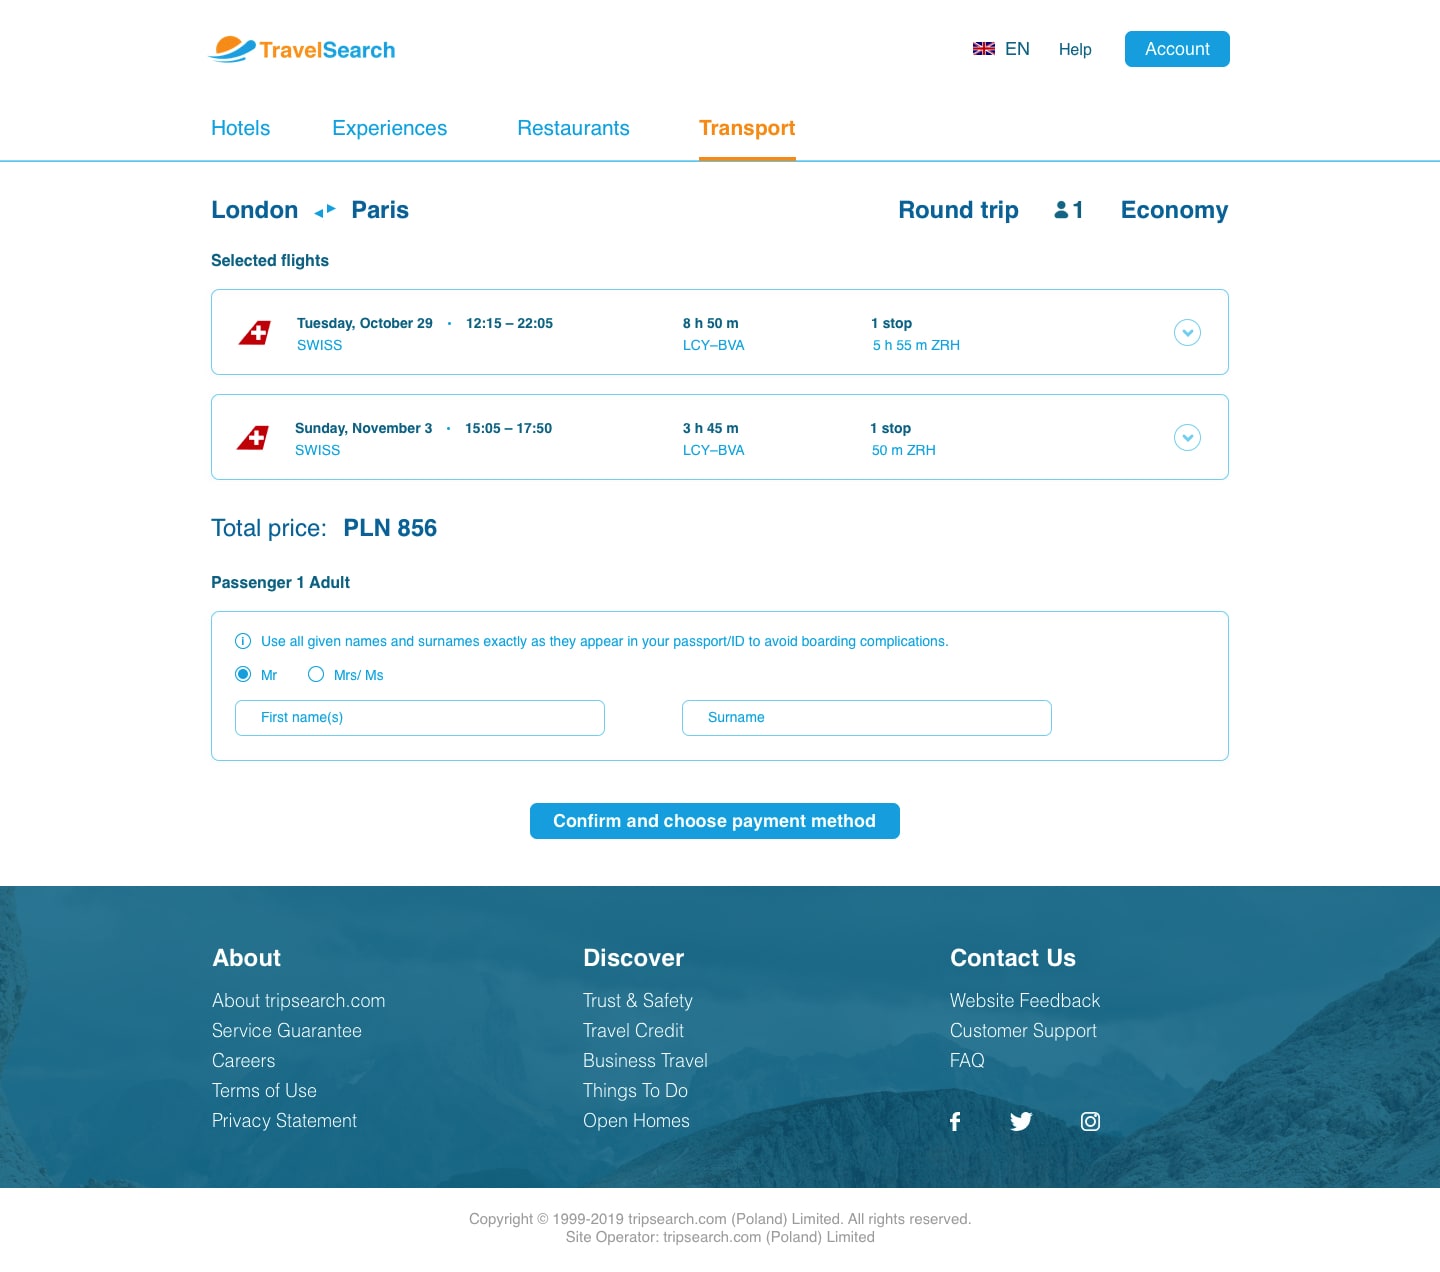 TravelSearch
EN Help Account
Hotels Experiences Restaurants Transport
London Paris Round trip 1 Economy
Selected flights
Tuesday, October 29 • 12:15 – 22:05 8 h 50 m 1 stop
SWISS LCY–BVA 5 h 55 m ZRH
Sunday, November 3 • 15:05 – 17:50 3 h 45 m 1 stop
SWISS LCY–BVA 50 m ZRH
Total price: PLN 856
Passenger 1 Adult
Use all given names and surnames exactly as they appear in your passport/ID to avoid boarding complications.
Mr Mrs/ Ms
First name(s) Surname
Confirm and choose payment method
About
About tripsearch.com
Service Guarantee
Careers
Terms of Use
Privacy Statement
Discover
Trust & Safety
Travel Credit
Business Travel
Things To Do
Open Homes
Contact Us
Website Feedback
Customer Support
FAQ
Copyright © 1999-2019 tripsearch.com (Poland) Limited. All rights reserved.
Site Operator: tripsearch.com (Poland) Limited